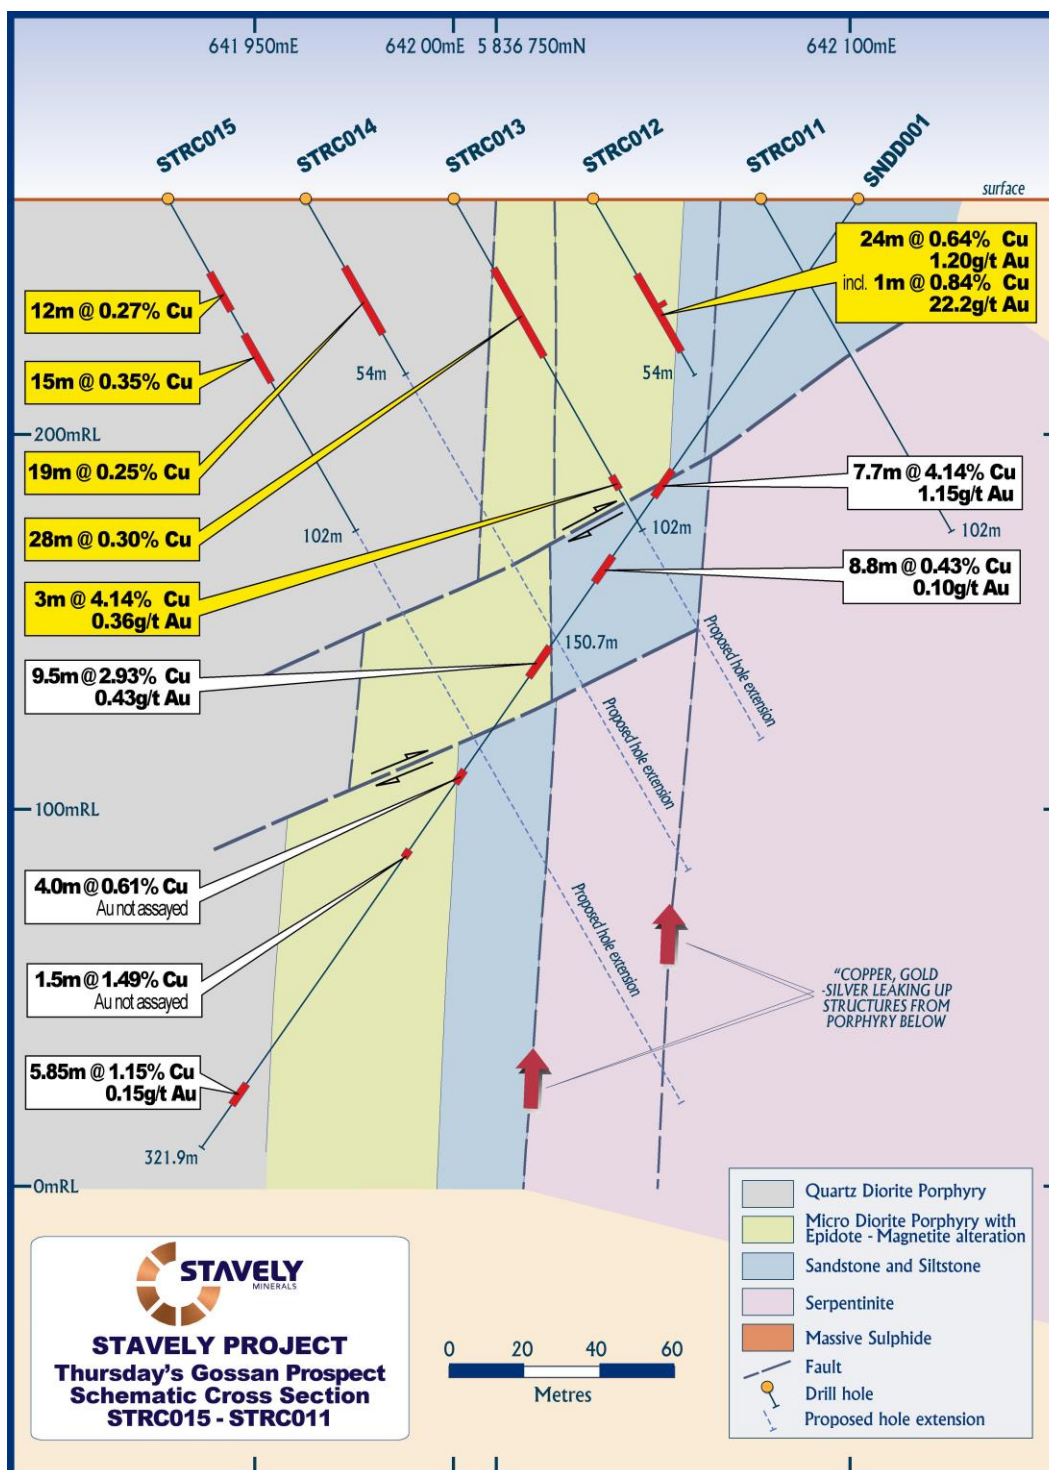 641 950mE
642 00mE
5 836 750mN
642 100mE
STRC015
STRC014
STRC013
STRC012
STRC011
SNDD001
surface
24m @ 0.64% Cu
1.20g/t Au
incl. 1m @ 0.84% Cu
22.2g/t Au
12m @ 0.27% Cu
15m @ 0.35% Cu
54m
54m
200mRL
19m @ 0.25% Cu
7.7m @ 4.14% Cu
1.15g/t Au
28m @ 0.30% Cu
102m
102m
102m
8.8m @ 0.43% Cu
0.10g/t Au
3m @ 4.14% Cu
0.36g/t Au
150.7m
9.5m @ 2.93% Cu
0.43g/t Au
Proposed hole extension
Proposed hole extension
Proposed hole extension
100mRL
4.0m @ 0.61% Cu
Au not assayed
1.5m @ 1.49% Cu
Au not assayed
"COPPER, GOLD
-SILVER LEAKING UP
STRUCTURES FROM
PORPHYRY BELOW
5.85m @ 1.15% Cu
0.15g/t Au
321.9m
0mRL
STAVELY
MINERALS
STAVELY PROJECT
Thursday's Gossan Prospect
Schematic Cross Section
STRC015 - STRC011
0 20 40 60
Metres
Quartz Diorite Porphyry
Micro Diorite Porphyry with
Epidote - Magnetite alteration
Sandstone and Siltstone
Serpentinite
Massive Sulphide
Fault
Drill hole
Proposed hole extension